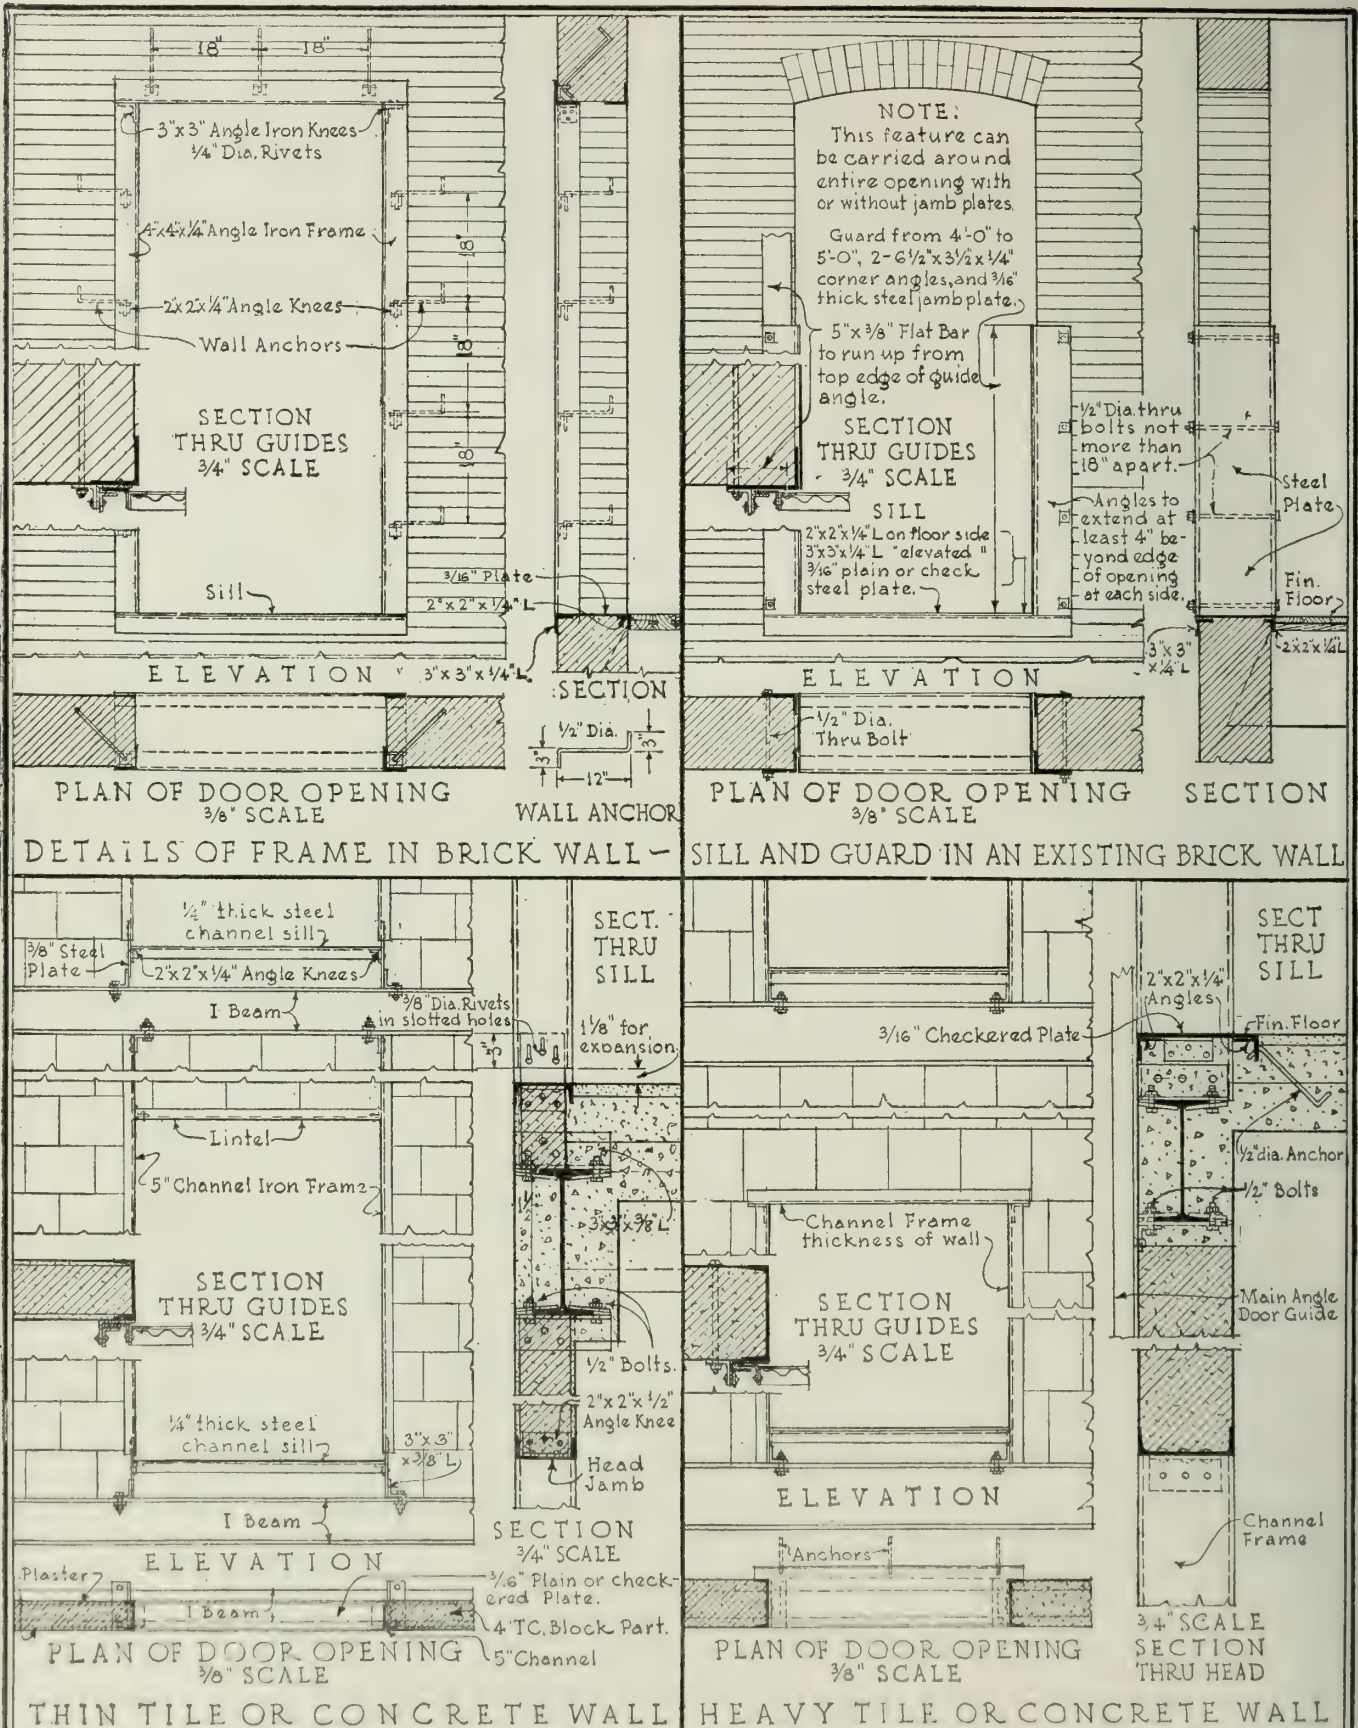 18"
18"
3"x3" Angle Iron Knees
1/4" Dia. Rivets
4"x4"x1/4" Angle Iron Frame
18"
2"x2"x1/4" Angle Knees
Wall Anchors
18"
SECTION
THRU GUIDES
3/4" SCALE
18"
3/16" Plate
2"x2"x1/4" L
Sill
ELEVATION
3"x3"x1/4" L
SECTION
1/2" Dia.
3"
3"
12"
WALL ANCHOR
PLAN OF DOOR OPENING
3/8" SCALE
DETAILS OF FRAME IN BRICK WALL –
NOTE:
This feature can
be carried around
entire opening with
or without jamb plates.
Guard from 4'-0" to
5'-0", 2-6 1/2"x3 1/2"x1/4"
corner angles, and 3/16"
thick steel jamb plate.
5"x3/8" Flat Bar
to run up from
top edge of guide
angle.
SECTION
THRU GUIDES
3/4" SCALE
1/2" Dia. thru
bolts not
more than
18" apart.
Steel
Plate
SILL
2"x2"x1/4" L on floor side
3"x3"x1/4" L "elevated "
3/16" plain or check
steel plate.
Angles to
extend at
least 4" be-
yond edge
of opening
at each side.
Fin.
Floor
3"x3"
x1/4" L
2x2x1/4L
ELEVATION
1/2" Dia.
Thru Bolt
PLAN OF DOOR OPENING
3/8" SCALE
SECTION
SILL AND GUARD IN AN EXISTING BRICK WALL
1/4" thick steel
channel sill
3/8" Steel
Plate
2"x2"x1/4" Angle Knees
I Beam
3/8" Dia. Rivets
in slotted holes
3"
SECT.
THRU
SILL
1 1/8" for
expansion
Lintel
5" Channel Iron Frame
3"x3"x3/8" L
SECTION
THRU GUIDES
3/4" SCALE
1/2" Bolts.
2"x2"x1/2"
Angle Knee
1/4" thick steel
channel sill
3"x3"
x3/8" L
Head
Jamb
I Beam
ELEVATION
SECTION
3/4" SCALE
Plaster
I Beam
3/16" Plain or check-
ered Plate.
4" T.C. Block Part.
5" Channel
PLAN OF DOOR OPENING
3/8" SCALE
THIN TILE OR CONCRETE WALL
SECT
THRU
SILL
2"x2"x1/4"
Angles
3/16" Checkered Plate
Fin. Floor
1/2" dia. Anchor
1/2" Bolts
Channel Frame
thickness of wall
SECTION
THRU GUIDES
3/4" SCALE
Main Angle
Door Guide
ELEVATION
Channel
Frame
Anchors
PLAN OF DOOR OPENING
3/8" SCALE
3/4" SCALE
SECTION
THRU HEAD
HEAVY TILE OR CONCRETE WALL